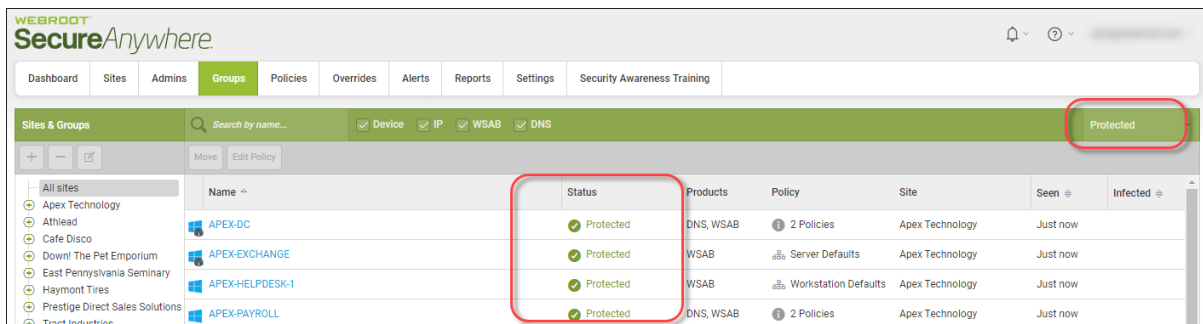 WEBROOT
SecureAnywhere.
Dashboard Sites Admins Groups Policies Overrides Alerts Reports Settings Security Awareness Training
Sites & Groups Search by name... Device IP WSAB DNS Protected
Move Edit Policy
All sites Name Status Products Policy Site Seen Infected
Apex Technology APEX-DC Protected DNS, WSAB 2 Policies Apex Technology Just now
Athlead
Cafe Disco
Down! The Pet Emporium APEX-EXCHANGE Protected WSAB Server Defaults Apex Technology Just now
East Pennysivania Seminary
Haymont Tires APEX-HELPDESK-1 Protected WSAB Workstation Defaults Apex Technology Just now
Prestige Direct Sales Solutions
Tract Industries APEX-PAYROLL Protected DNS, WSAB 2 Policies Apex Technology Just now